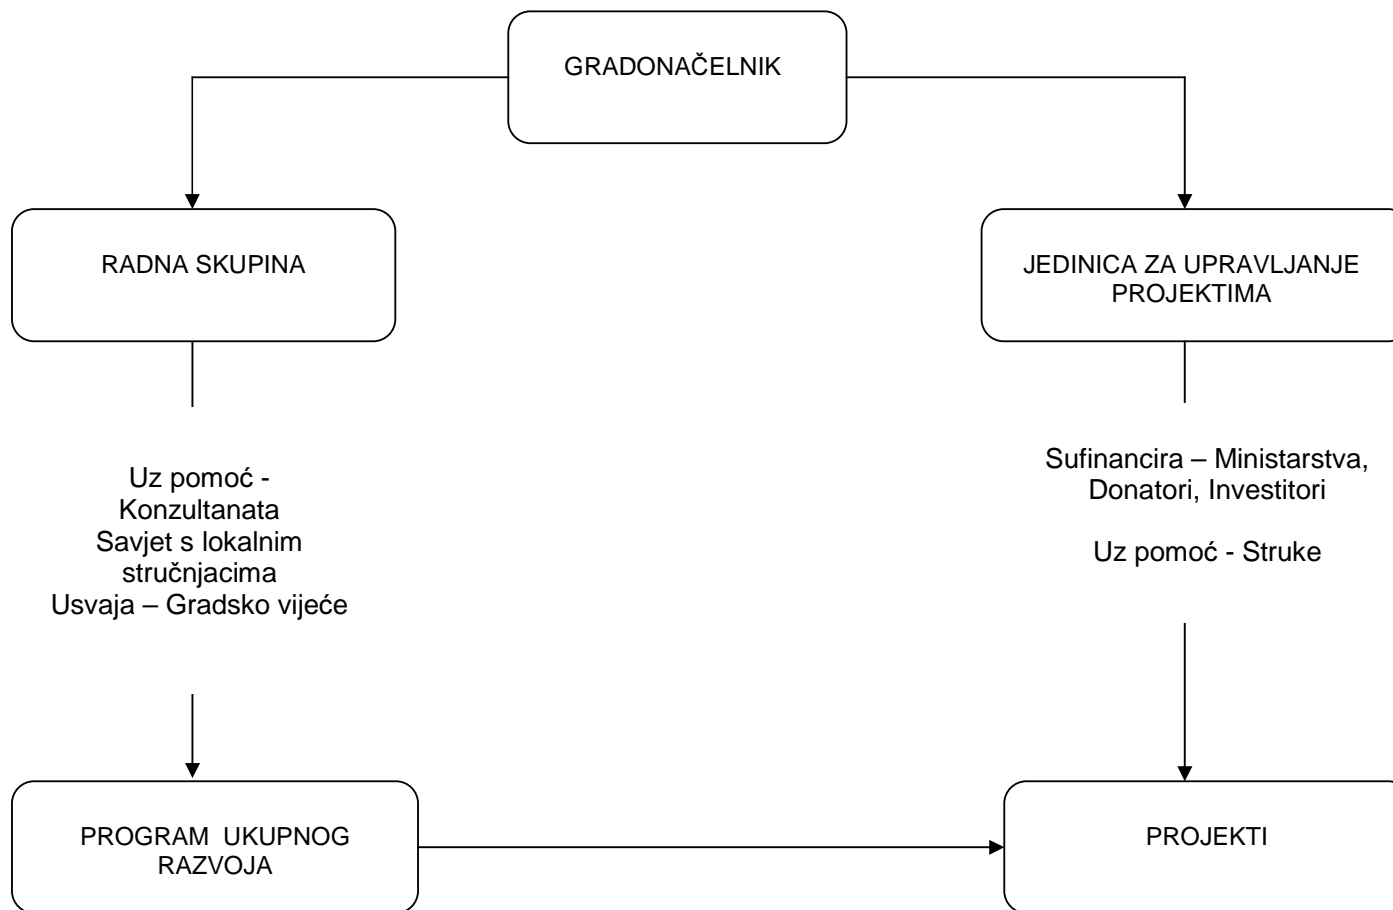 GRADONAČELNIK
RADNA SKUPINA
JEDINICA ZA UPRAVLJANJE
PROJEKTIMA
Uz pomoć -
Konzultanata
Savjet s lokalnim
stručnjacima
Usvaja – Gradsko vijeće
Sufinancira – Ministarstva,
Donatori, Investitori
Uz pomoć - Struke
PROGRAM  UKUPNOG
RAZVOJA
PROJEKTI